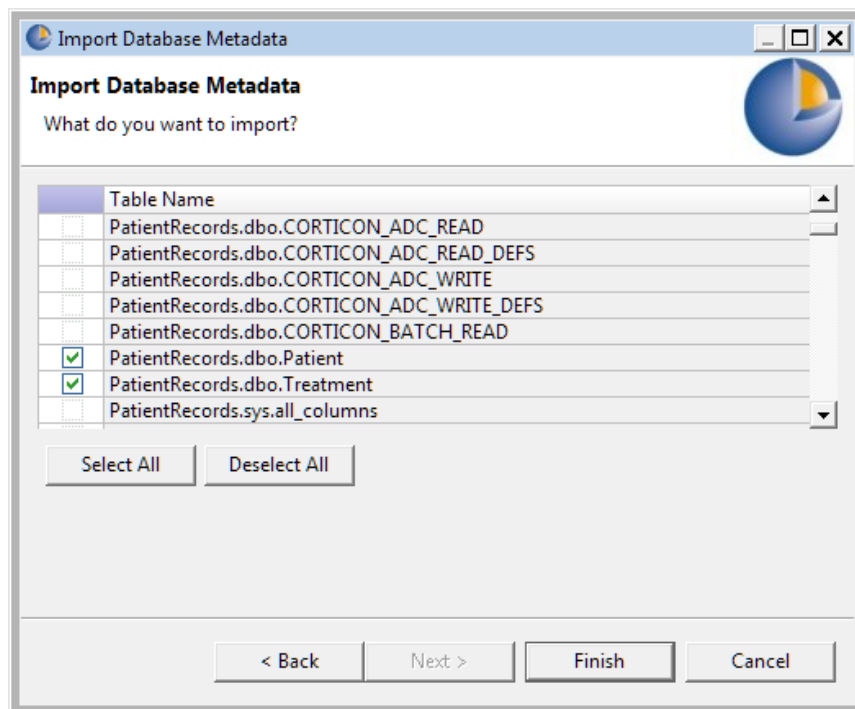 Import Database Metadata
Import Database Metadata
What do you want to import?
Table Name
PatientRecords.dbo.CORTICON_ADC_READ
PatientRecords.dbo.CORTICON_ADC_READ_DEFS
PatientRecords.dbo.CORTICON_ADC_WRITE
PatientRecords.dbo.CORTICON_ADC_WRITE_DEFS
PatientRecords.dbo.CORTICON_BATCH_READ
PatientRecords.dbo.Patient
PatientRecords.dbo.Treatment
PatientRecords.sys.all_columns
Select All Deselect All
< Back Next > Finish Cancel